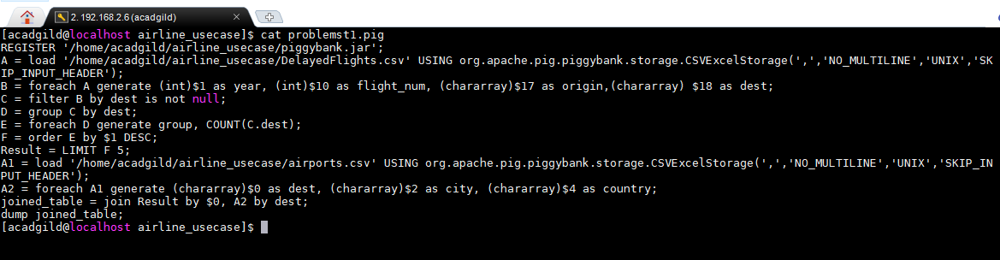 2. 192.168.2.6 (acadgild)
[acadgild@localhost airline_usecase]$ cat problemst1.pig
REGISTER '/home/acadgild/airline_usecase/piggybank.jar';
A = load '/home/acadgild/airline_usecase/DelayedFlights.csv' USING org.apache.pig.piggybank.storage.CSVExcelStorage(',','NO_MULTILINE','UNIX','SK
IP_INPUT_HEADER');
B = foreach A generate (int)$1 as year, (int)$10 as flight_num, (chararray)$17 as origin,(chararray) $18 as dest;
C = filter B by dest is not null;
D = group C by dest;
E = foreach D generate group, COUNT(C.dest);
F = order E by $1 DESC;
Result = LIMIT F 5;
A1 = load '/home/acadgild/airline_usecase/airports.csv' USING org.apache.pig.piggybank.storage.CSVExcelStorage(',','NO_MULTILINE','UNIX','SKIP_IN
PUT_HEADER');
A2 = foreach A1 generate (chararray)$0 as dest, (chararray)$2 as city, (chararray)$4 as country;
joined_table = join Result by $0, A2 by dest;
dump joined_table;
[acadgild@localhost airline_usecase]$